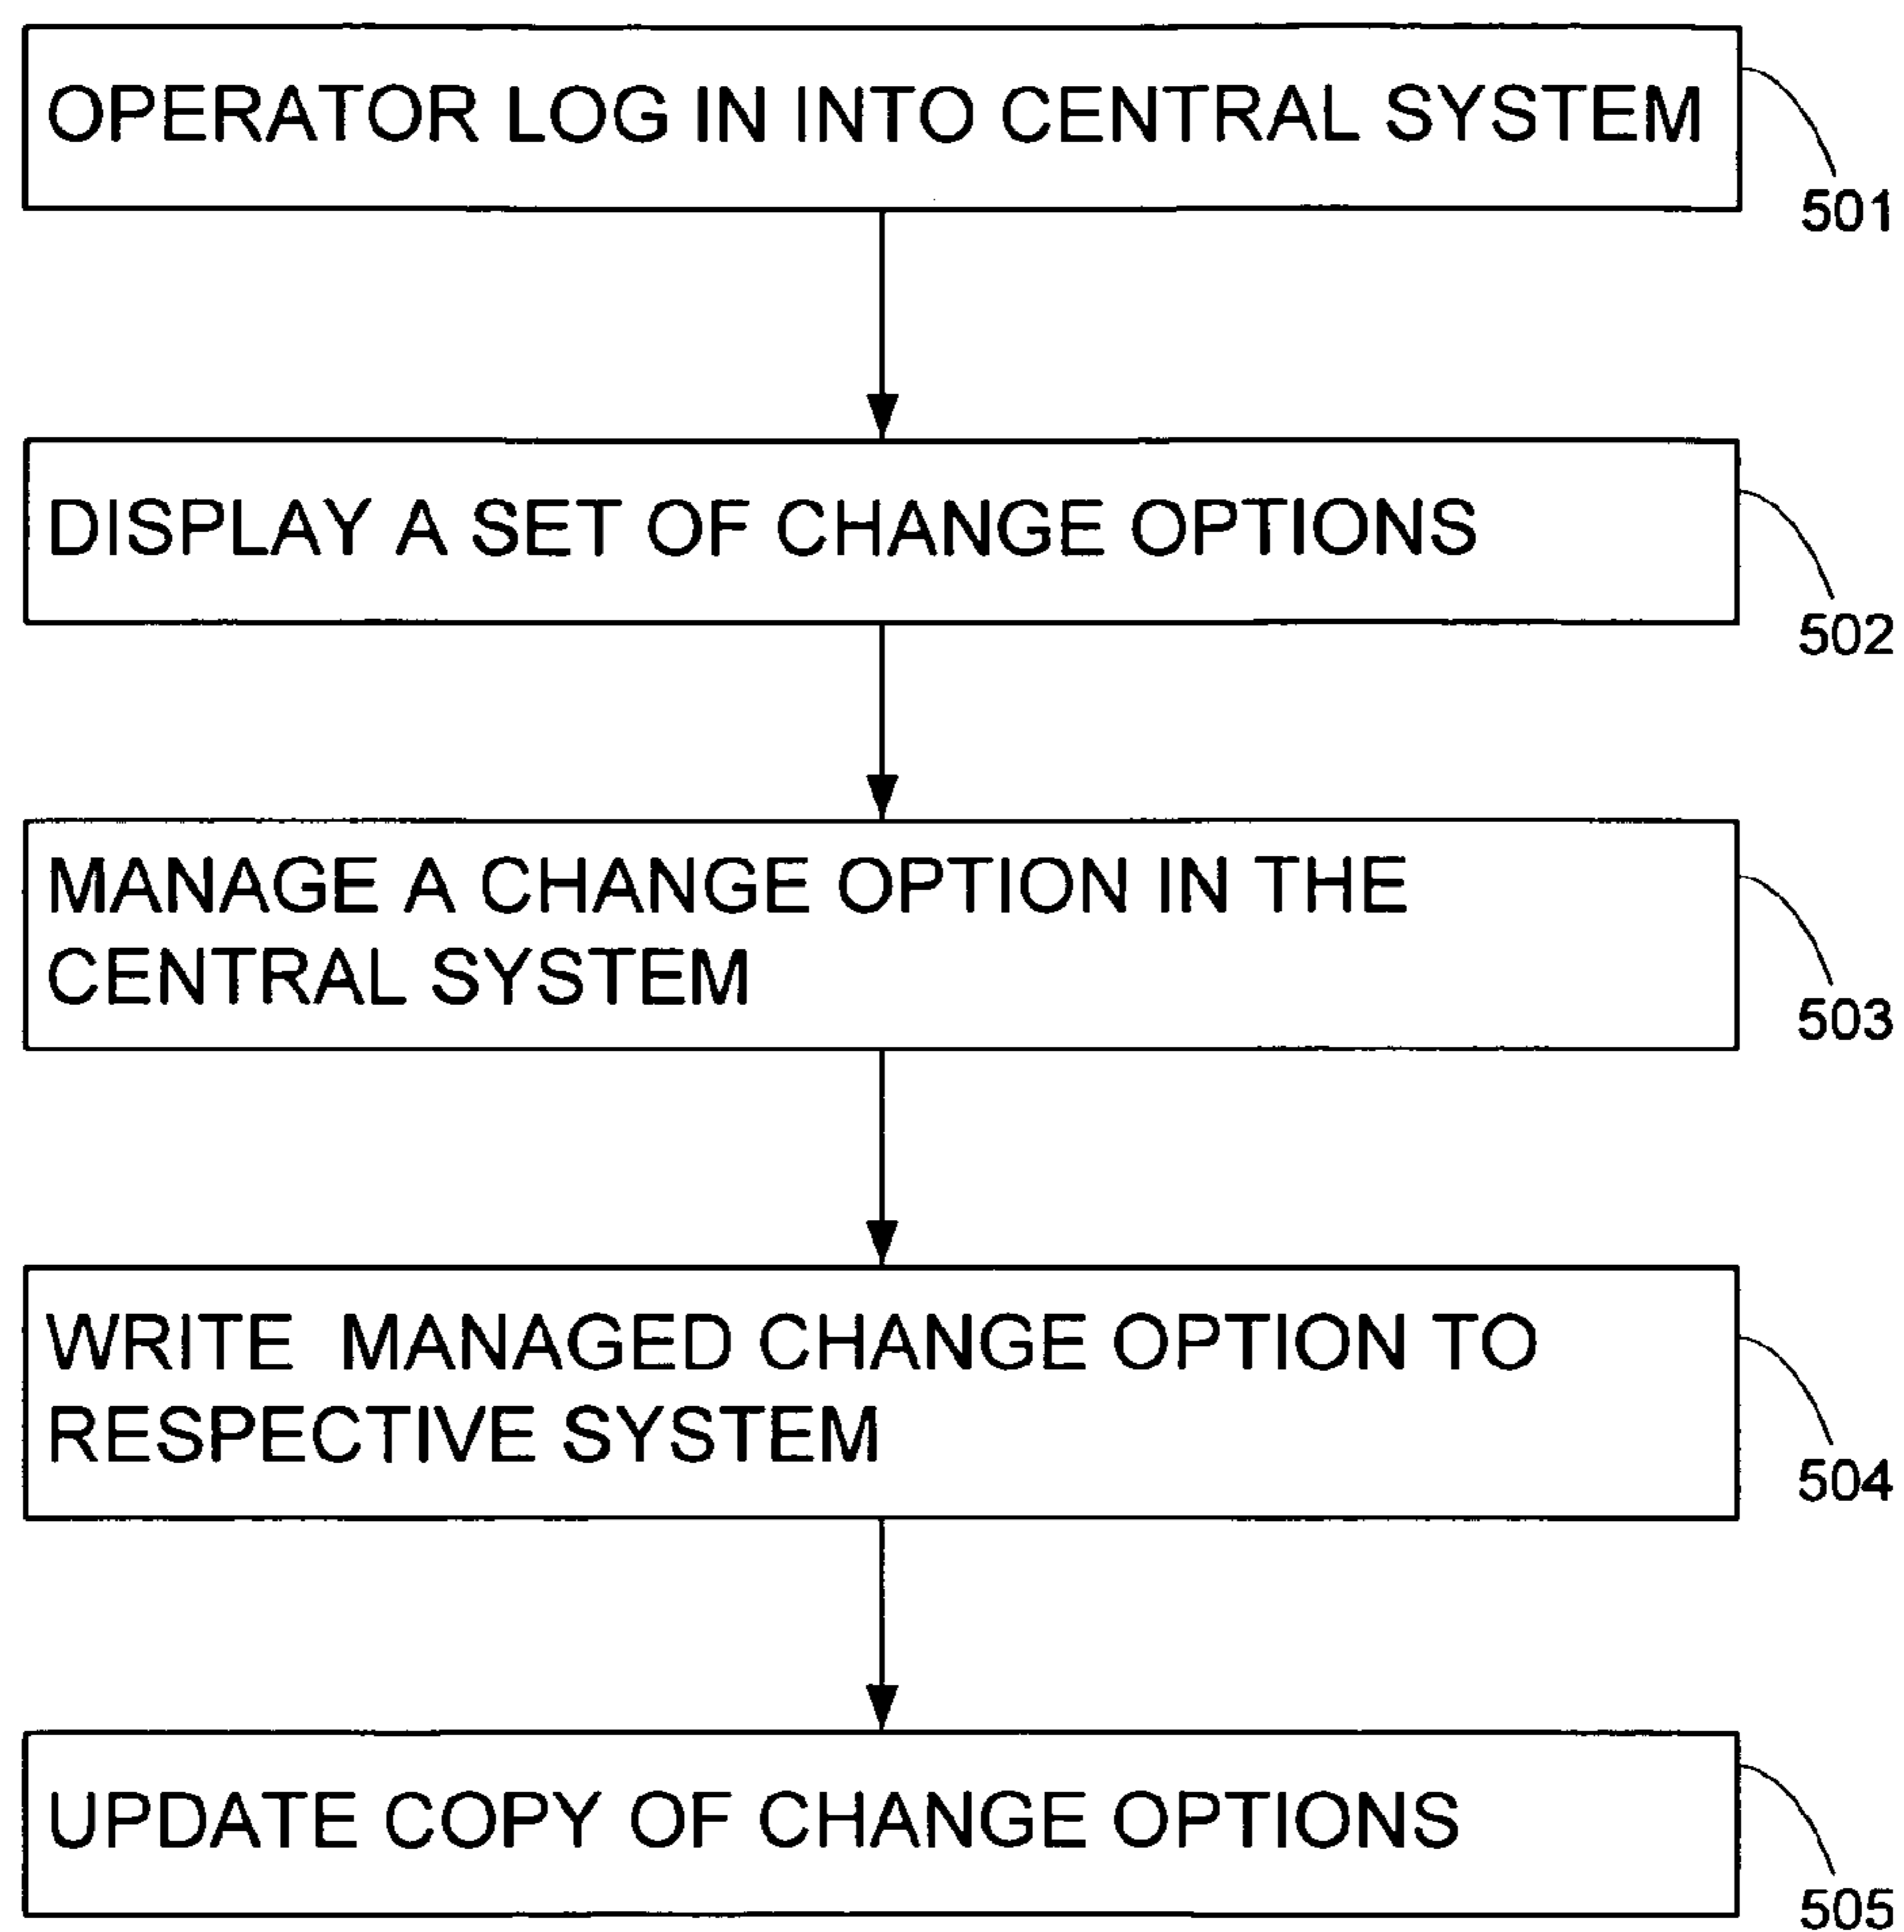 OPERATOR LOG IN INTO CENTRAL SYSTEM
501
DISPLAY A SET OF CHANGE OPTIONS
502
MANAGE A CHANGE OPTION IN THE
CENTRAL SYSTEM
503
WRITE MANAGED CHANGE OPTION TO
RESPECTIVE SYSTEM
504
UPDATE COPY OF CHANGE OPTIONS
505